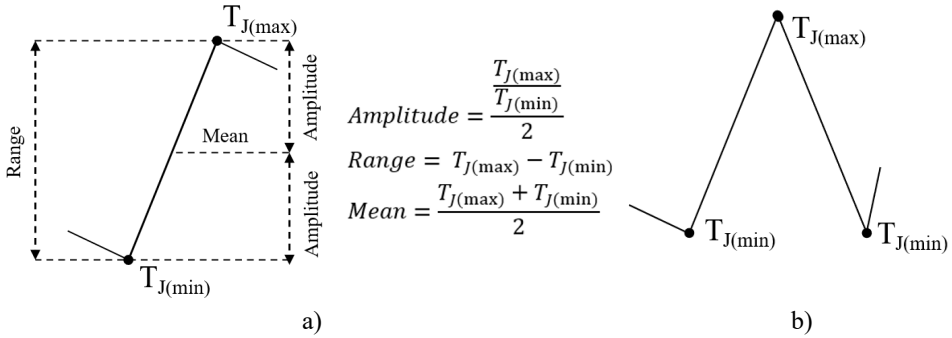 T_J(max)
Range
Mean
Amplitude
Amplitude
T_J(min)
Amplitude = ((T_J(max)/T_J(min))/2
Range = T_J(max) − T_J(min)
Mean = (T_J(max) + T_J(min))/2
a)
T_J(max)
T_J(min)
T_J(min)
b)